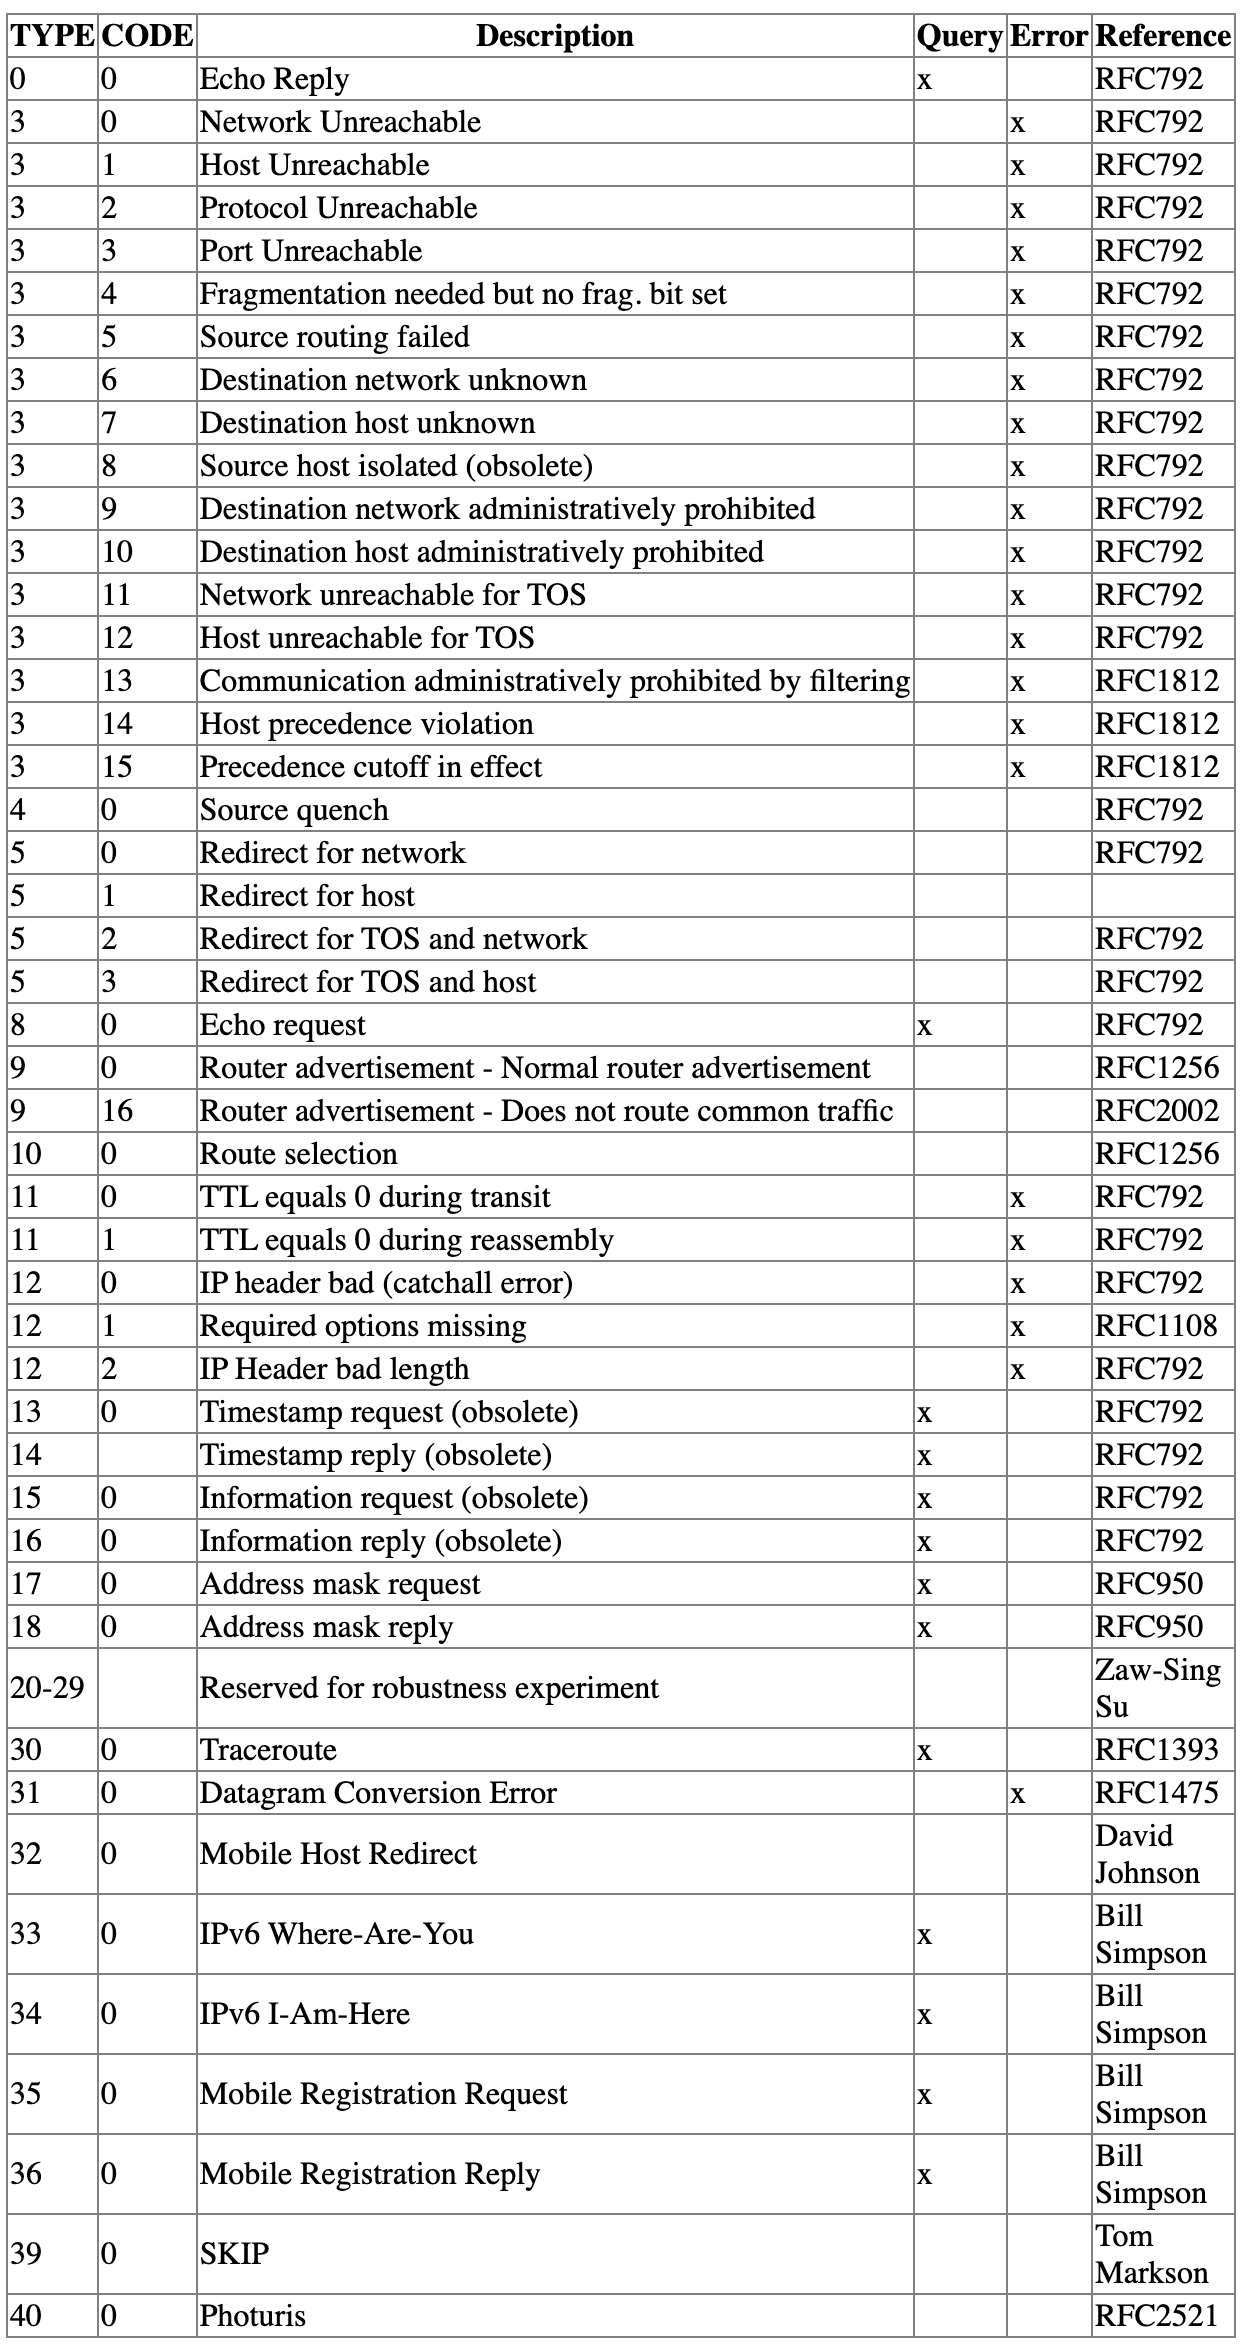 TYPE CODE Description Query Error Reference
0 0 Echo Reply x RFC792
3 0 Network Unreachable x RFC792
3 1 Host Unreachable x RFC792
3 2 Protocol Unreachable x RFC792
3 3 Port Unreachable x RFC792
3 4 Fragmentation needed but no frag. bit set x RFC792
3 5 Source routing failed x RFC792
3 6 Destination network unknown x RFC792
3 7 Destination host unknown x RFC792
3 8 Source host isolated (obsolete) x RFC792
3 9 Destination network administratively prohibited x RFC792
3 10 Destination host administratively prohibited x RFC792
3 11 Network unreachable for TOS x RFC792
3 12 Host unreachable for TOS x RFC792
3 13 Communication administratively prohibited by filtering x RFC1812
3 14 Host precedence violation x RFC1812
3 15 Precedence cutoff in effect x RFC1812
4 0 Source quench RFC792
5 0 Redirect for network RFC792
5 1 Redirect for host
5 2 Redirect for TOS and network RFC792
5 3 Redirect for TOS and host RFC792
8 0 Echo request x RFC792
9 0 Router advertisement - Normal router advertisement RFC1256
9 16 Router advertisement - Does not route common traffic RFC2002
10 0 Route selection RFC1256
11 0 TTL equals 0 during transit x RFC792
11 1 TTL equals 0 during reassembly x RFC792
12 0 IP header bad (catchall error) x RFC792
12 1 Required options missing x RFC1108
12 2 IP Header bad length x RFC792
13 0 Timestamp request (obsolete) x RFC792
14 Timestamp reply (obsolete) x RFC792
15 0 Information request (obsolete) x RFC792
16 0 Information reply (obsolete) x RFC792
17 0 Address mask request x RFC950
18 0 Address mask reply x RFC950
20-29 Reserved for robustness experiment Zaw-Sing
Su
30 0 Traceroute x RFC1393
31 0 Datagram Conversion Error x RFC1475
32 0 Mobile Host Redirect David
Johnson
33 0 IPv6 Where-Are-You x Bill
Simpson
34 0 IPv6 I-Am-Here x Bill
Simpson
35 0 Mobile Registration Request x Bill
Simpson
36 0 Mobile Registration Reply x Bill
Simpson
39 0 SKIP Tom
Markson
40 0 Photuris RFC2521